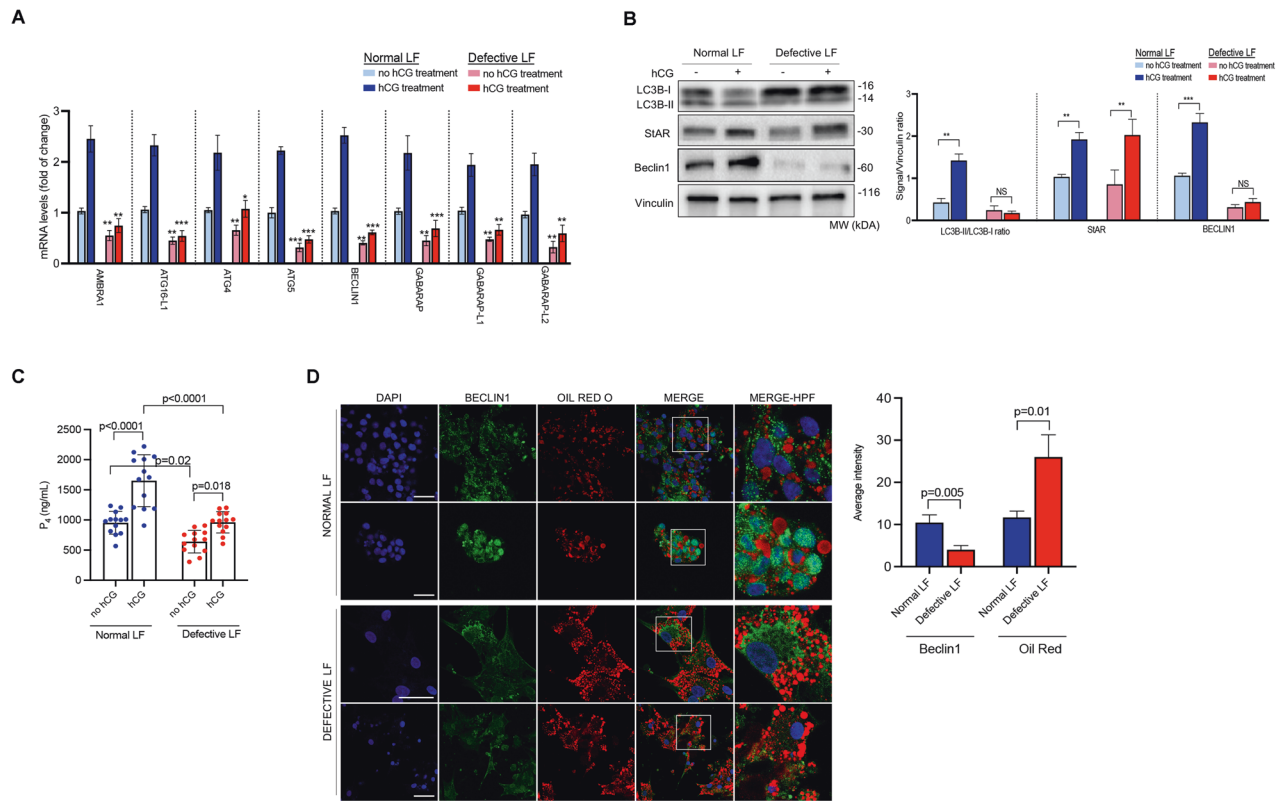 A
Normal LF Defective LF
no hCG treatment no hCG treatment
hCG treatment hCG treatment
mRNA levels (fold of change)
3
2
1
0
** ** ** *** ** * *** *** ** *** ** *** ** ** ** **
AMBRA1
ATG16-L1
ATG4
ATG5
BECLIN1
GABARAP
GABARAP-L1
GABARAP-L2
B
Normal LF Defective LF
hCG - + - +
LC3B-I -16
LC3B-II -14
StAR -30
Beclin1 -60
Vinculin -116
MW (kDA)
Normal LF Defective LF
no hCG treatment no hCG treatment
hCG treatment hCG treatment
Signal/Vinculin ratio
3
2
1
0
** NS ** ** *** NS
LC3B-II/LC3B-I ratio StAR BECLIN1
C
p<0.0001
p<0.0001
p=0.02
p=0.018
P4 (ng/mL)
2500
2000
1500
1000
500
0
no hCG hCG no hCG hCG
Normal LF Defective LF
D
DAPI BECLIN1 OIL RED O MERGE MERGE-HPF
NORMAL LF
DEFECTIVE LF
Average intensity
40
30
20
10
0
p=0.005
p=0.01
Normal LF Defective LF Normal LF Defective LF
Beclin1 Oil Red